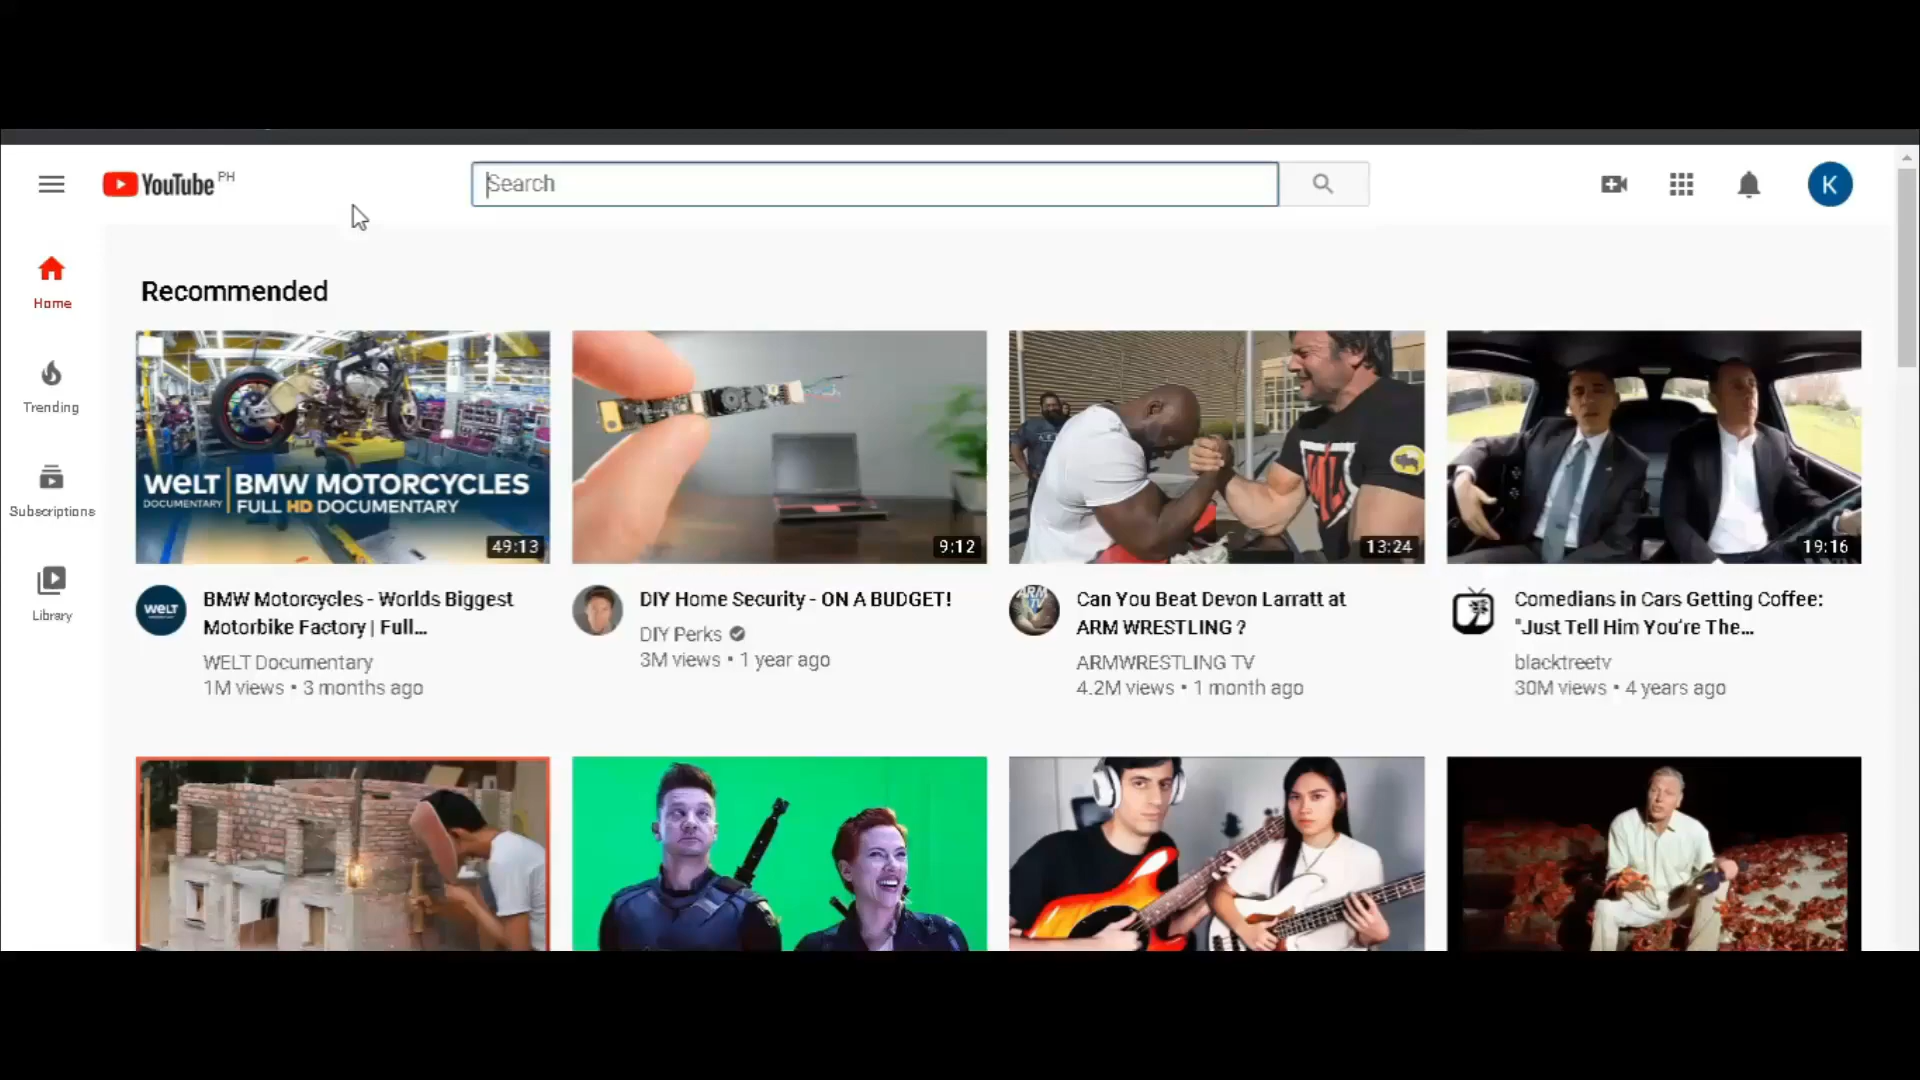 YouTube PH
Search
K
Home
Trending
Subscriptions
Library
Recommended
WELT DOCUMENTARY
BMW MOTORCYCLES
FULL HD DOCUMENTARY
49:13
9:12
13:24
19:16
WELT
BMW Motorcycles - Worlds Biggest
Motorbike Factory | Full...
WELT Documentary
1M views • 3 months ago
DIY Home Security - ON A BUDGET!
DIY Perks
3M views • 1 year ago
ARM
TV
Can You Beat Devon Larratt at
ARM WRESTLING ?
ARMWRESTLING TV
4.2M views • 1 month ago
Comedians in Cars Getting Coffee:
"Just Tell Him You're The...
blacktreetv
30M views • 4 years ago